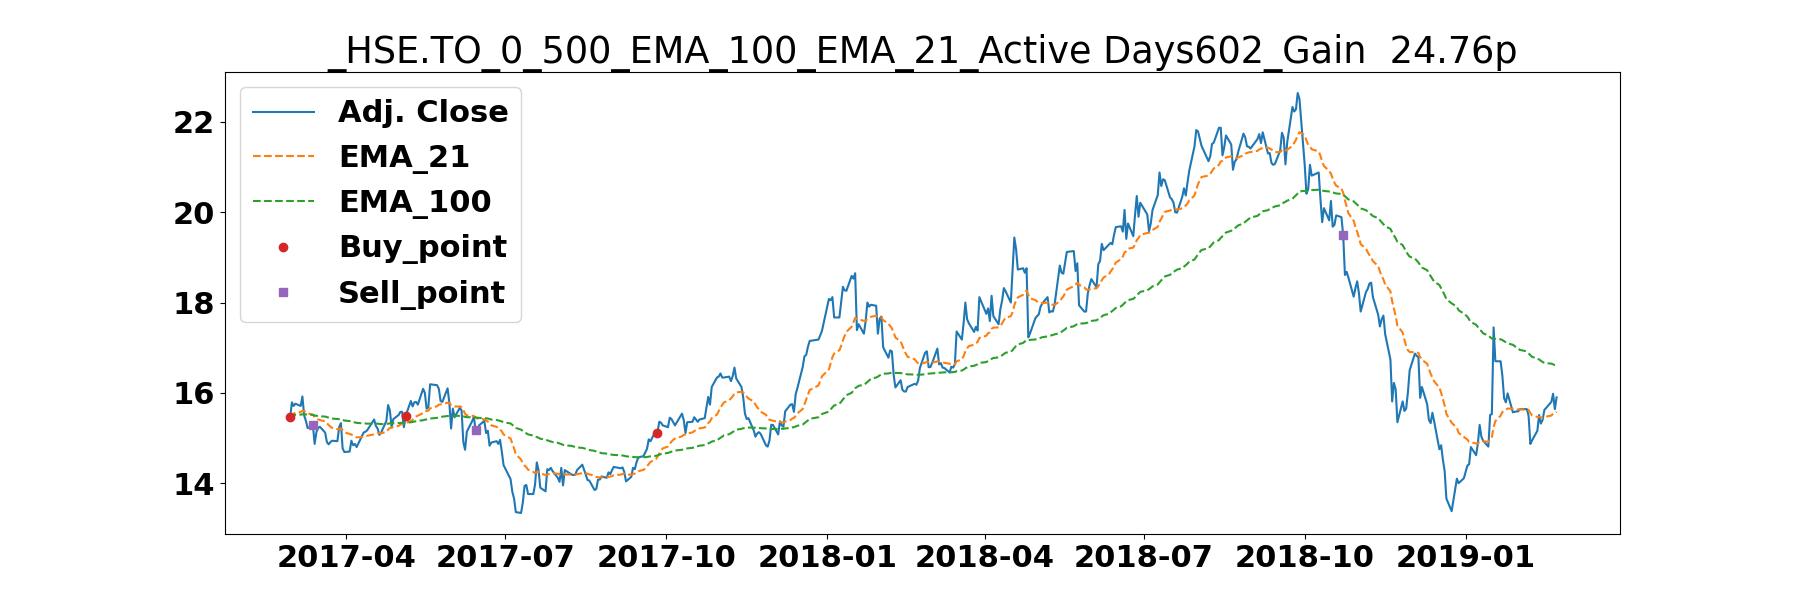 _HSE.TO_0_500_EMA_100_EMA_21_Active Days602_Gain  24.76p
Adj. Close
EMA_21
EMA_100
Buy_point
Sell_point
22
20
18
16
14
2017-04 2017-07 2017-10 2018-01 2018-04 2018-07 2018-10 2019-01